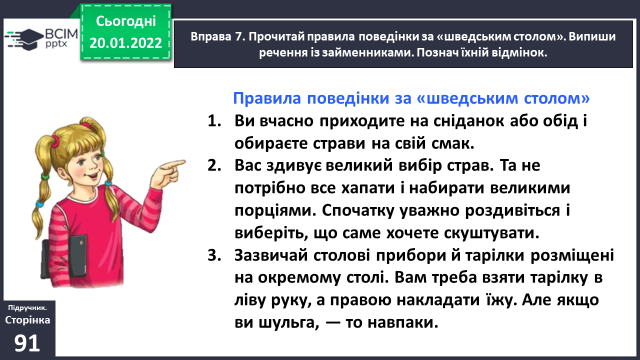 Сьогодні
20.01.2022
BCIM
pptx
Вправа 7. Прочитай правила поведінки за «шведським столом». Випиши
речення із займенниками. Познач їхній відмінок.
Правила поведінки за «шведським столом»
1. Ви вчасно приходите на сніданок або обід і
обираєте страви на свій смак.
2. Вас здивує великий вибір страв. Та не
потрібно все хапати і набирати великими
порціями. Спочатку уважно роздивіться і
виберіть, що саме хочете скуштувати.
3. Зазвичай столові прибори й тарілки розміщені
на окремому столі. Вам треба взяти тарілку в
ліву руку, а правою накладати їжу. Але якщо
ви шульга, — то навпаки.
Підручник.
Сторінка
91